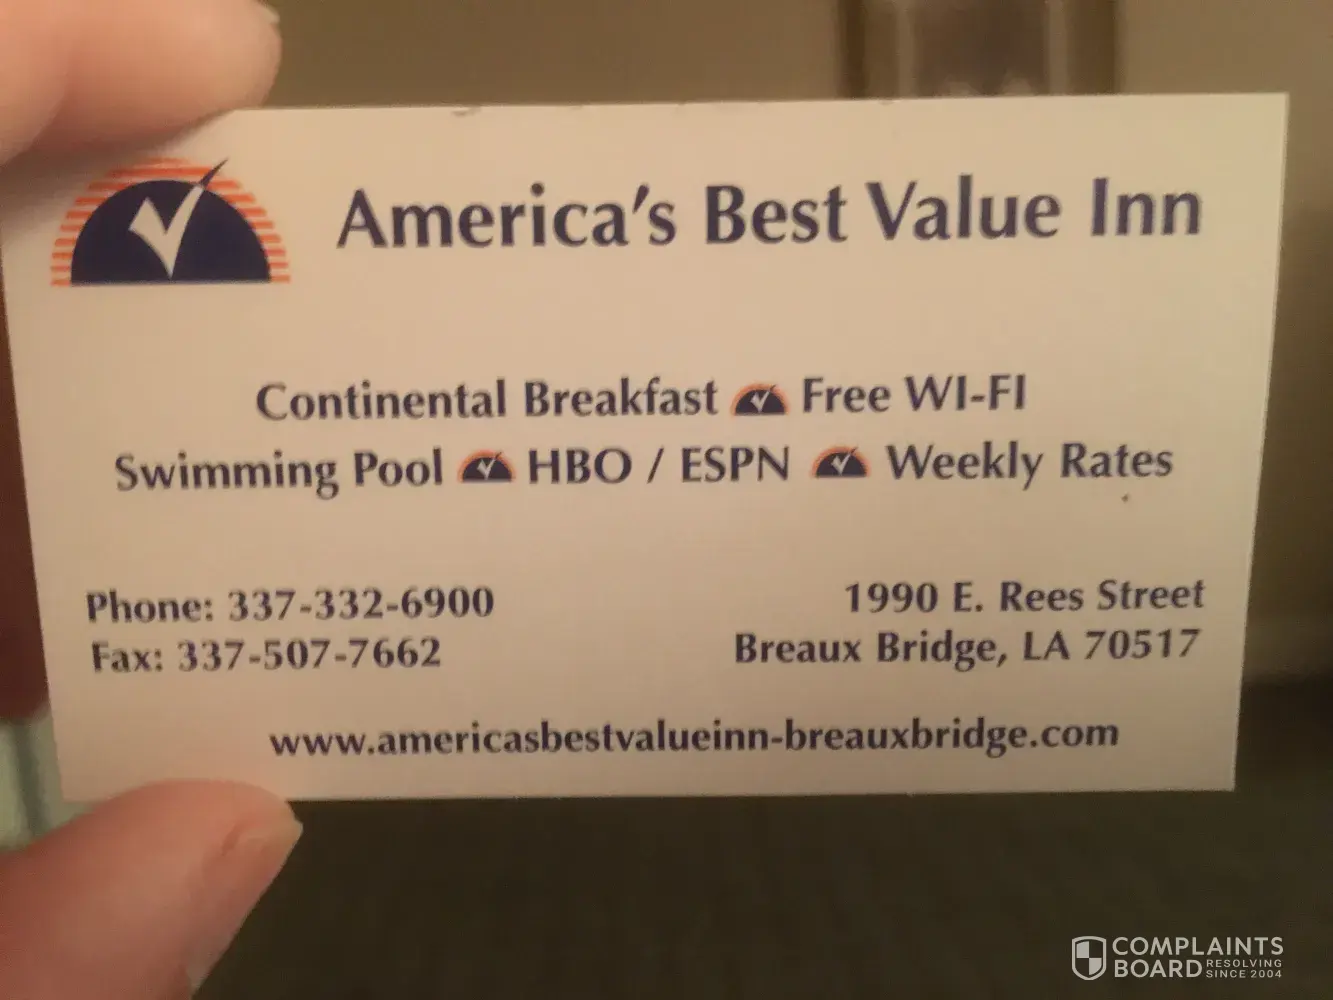 America's Best Value Inn
Continental Breakfast Free WI-FI
Swimming Pool HBO / ESPN Weekly Rates
Phone: 337-332-6900
Fax: 337-507-7662
1990 E. Rees Street
Breaux Bridge, LA 70517
www.americasbestvalueinn-breauxbridge.com
COMPLAINTS
BOARD RESOLVING
SINCE 2004